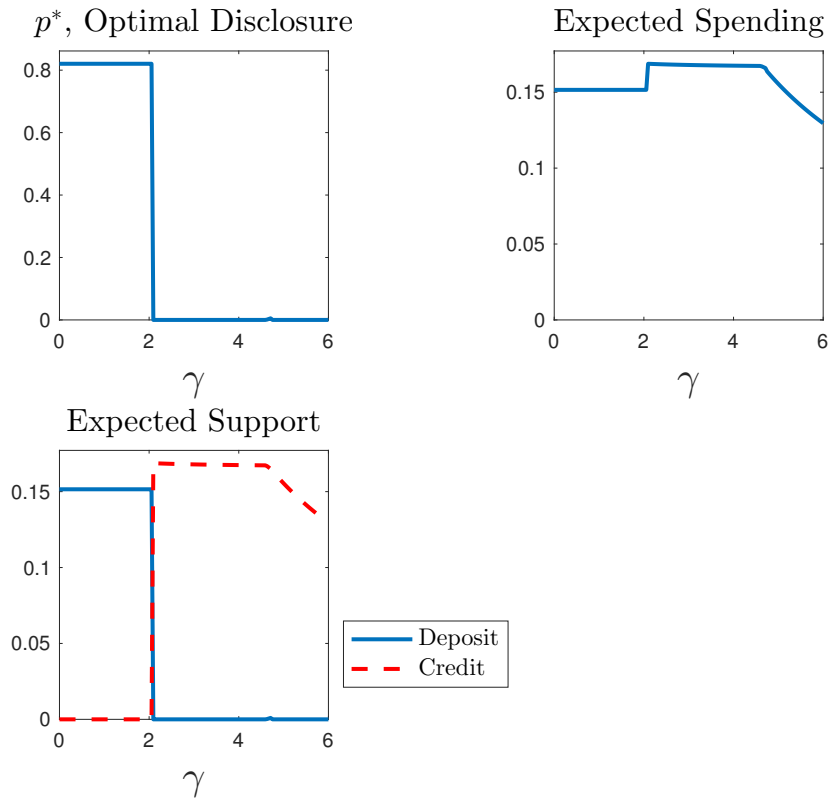 p*, Optimal Disclosure
0.8
0.6
0.4
0.2
0
0 2 4 6
γ
Expected Spending
0.15
0.1
0.05
0
0 2 4 6
γ
Expected Support
0.15
0.1
0.05
0
0 2 4 6
γ
Deposit
Credit